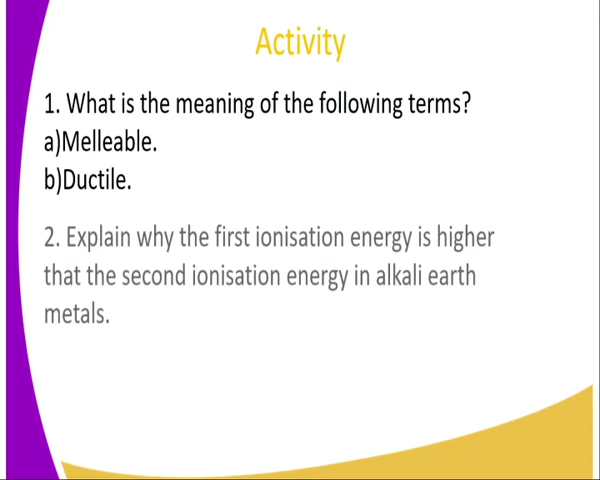 Activity
1. What is the meaning of the following terms?
a)Melleable.
b)Ductile.
2. Explain why the first ionisation energy is higher
that the second ionisation energy in alkali earth
metals.